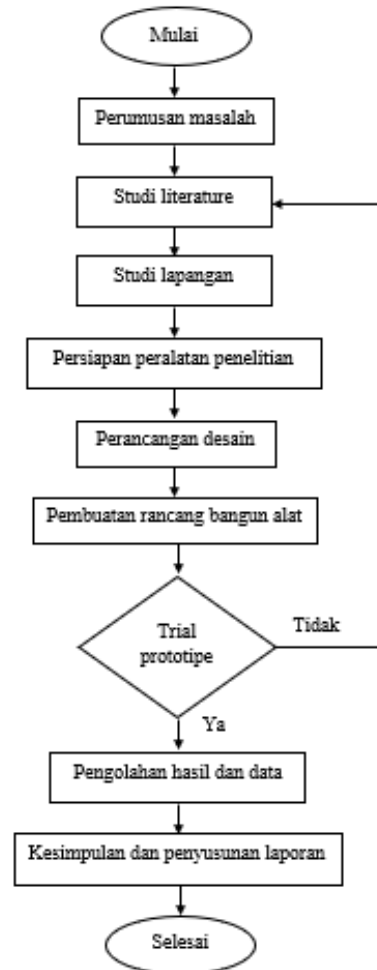 Mulai
Perumusan masalah
Studi literature
Studi lapangan
Persiapan peralatan penelitian
Perancangan desain
Pembuatan rancang bangun alat
Trial
prototipe
Tidak
Ya
Pengolahan hasil dan data
Kesimpulan dan penyusunan laporan
Selesai